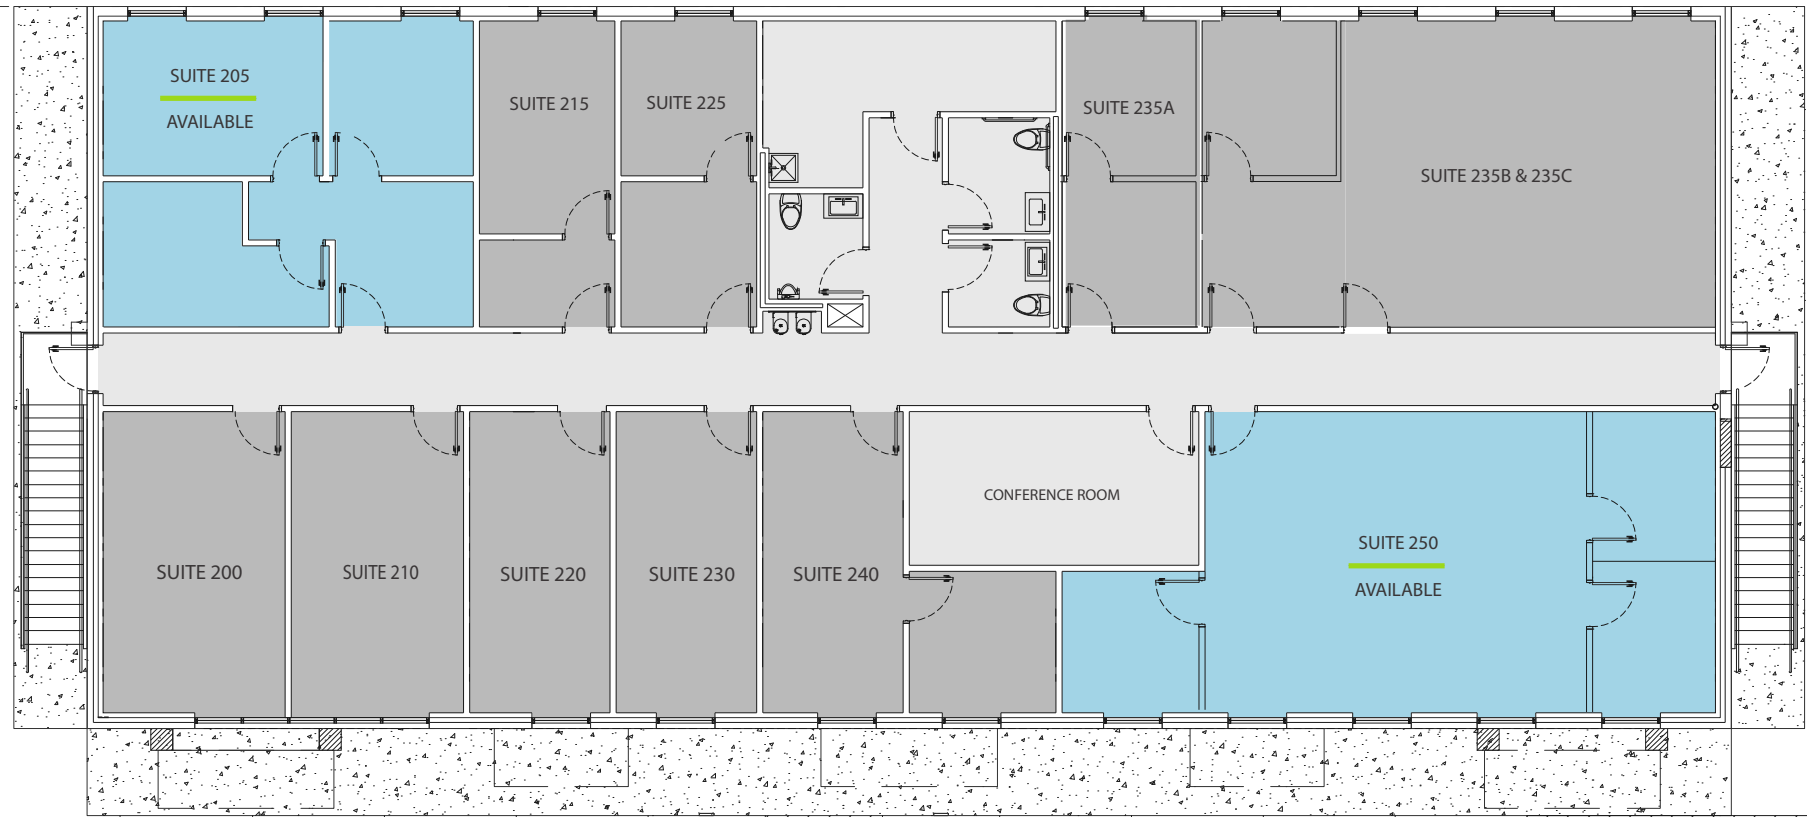 SUITE 205
AVAILABLE
SUITE 215
SUITE 225
SUITE 235A
SUITE 235B & 235C
SUITE 200
SUITE 210
SUITE 220
SUITE 230
SUITE 240
CONFERENCE ROOM
SUITE 250
AVAILABLE